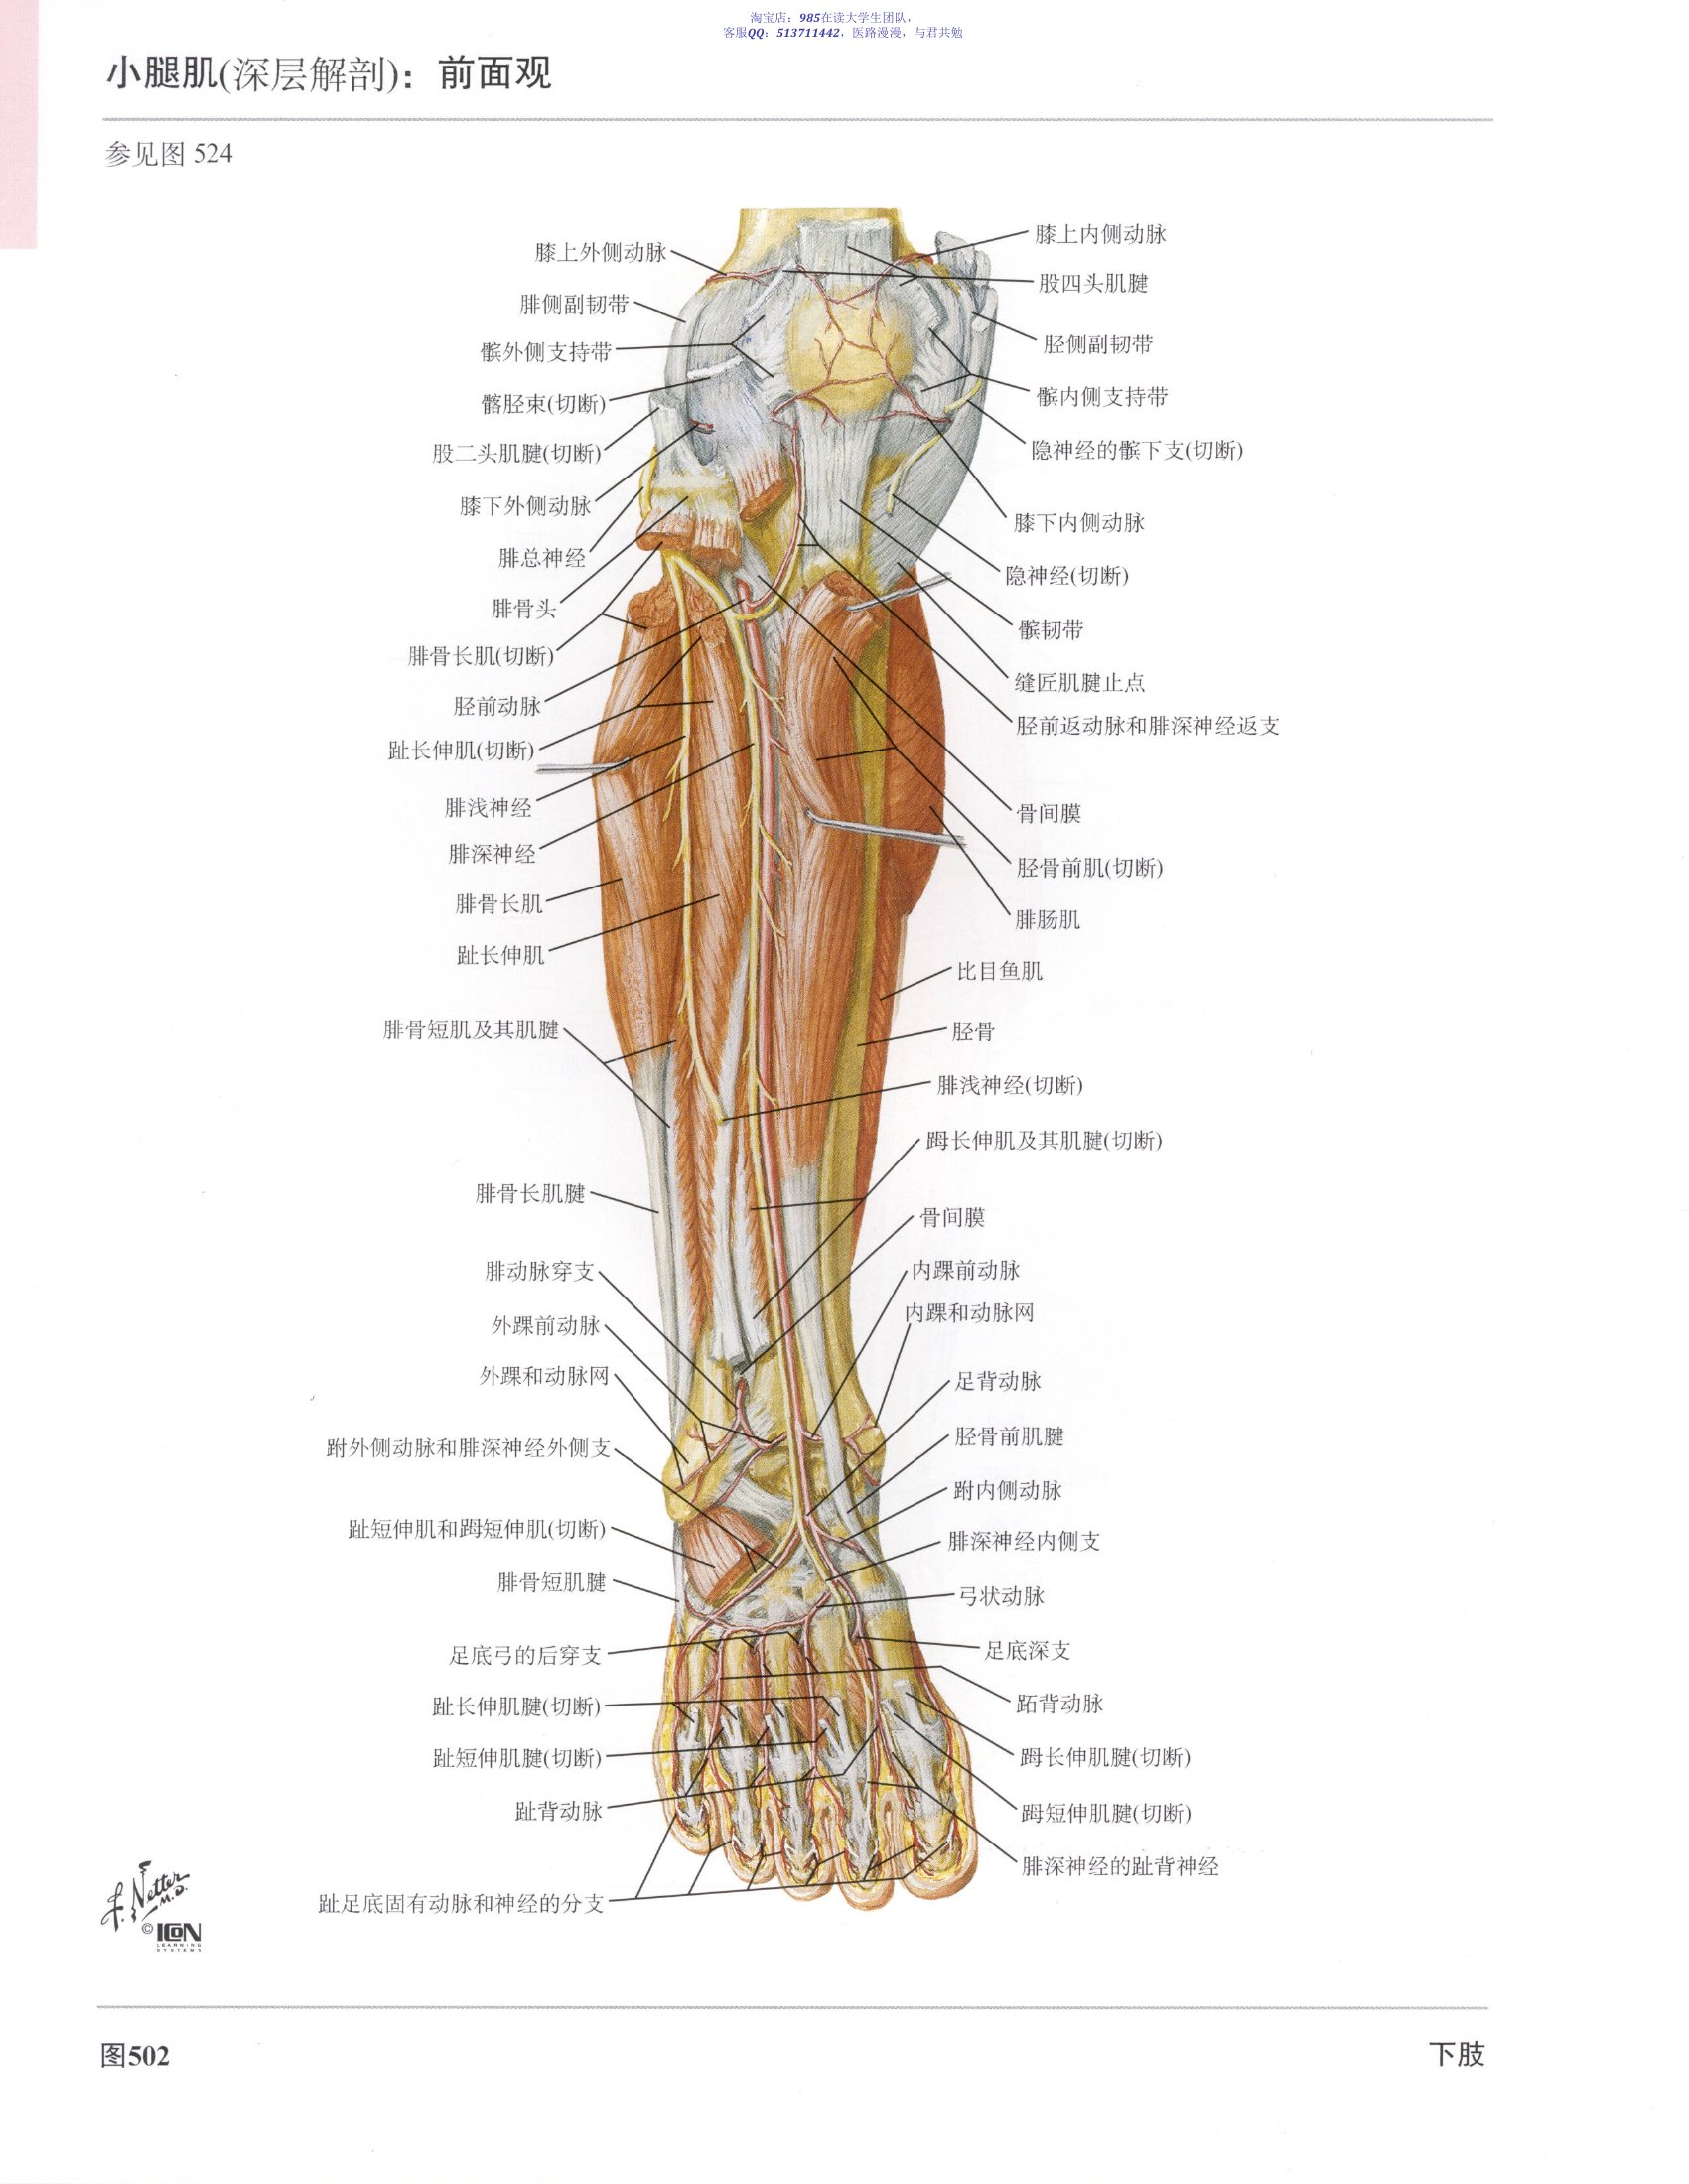 淘宝店：985在读大学生团队，
客服QQ：513711442，医路漫漫，与君共勉
小腿肌(深层解剖)：前面观
参见图 524
膝上外侧动脉
腓侧副韧带
髌外侧支持带
髂胫束(切断)
股二头肌腱(切断)
膝下外侧动脉
腓总神经
腓骨头
腓骨长肌(切断)
胫前动脉
趾长伸肌(切断)
腓浅神经
腓深神经
腓骨长肌
趾长伸肌
腓骨短肌及其肌腱
腓骨长肌腱
腓动脉穿支
外踝前动脉
外踝和动脉网
跗外侧动脉和腓深神经外侧支
趾短伸肌和踇短伸肌(切断)
腓骨短肌腱
足底弓的后穿支
趾长伸肌腱(切断)
趾短伸肌腱(切断)
趾背动脉
趾足底固有动脉和神经的分支
膝上内侧动脉
股四头肌腱
胫侧副韧带
髌内侧支持带
隐神经的髌下支(切断)
膝下内侧动脉
隐神经(切断)
髌韧带
缝匠肌腱止点
胫前返动脉和腓深神经返支
骨间膜
胫骨前肌(切断)
腓肠肌
比目鱼肌
胫骨
腓浅神经(切断)
踇长伸肌及其肌腱(切断)
骨间膜
内踝前动脉
内踝和动脉网
足背动脉
胫骨前肌腱
跗内侧动脉
腓深神经内侧支
弓状动脉
足底深支
跖背动脉
踇长伸肌腱(切断)
踇短伸肌腱(切断)
腓深神经的趾背神经
F. Netter
M.D.
© ICON
LEARNING
SYSTEMS
图502
下肢